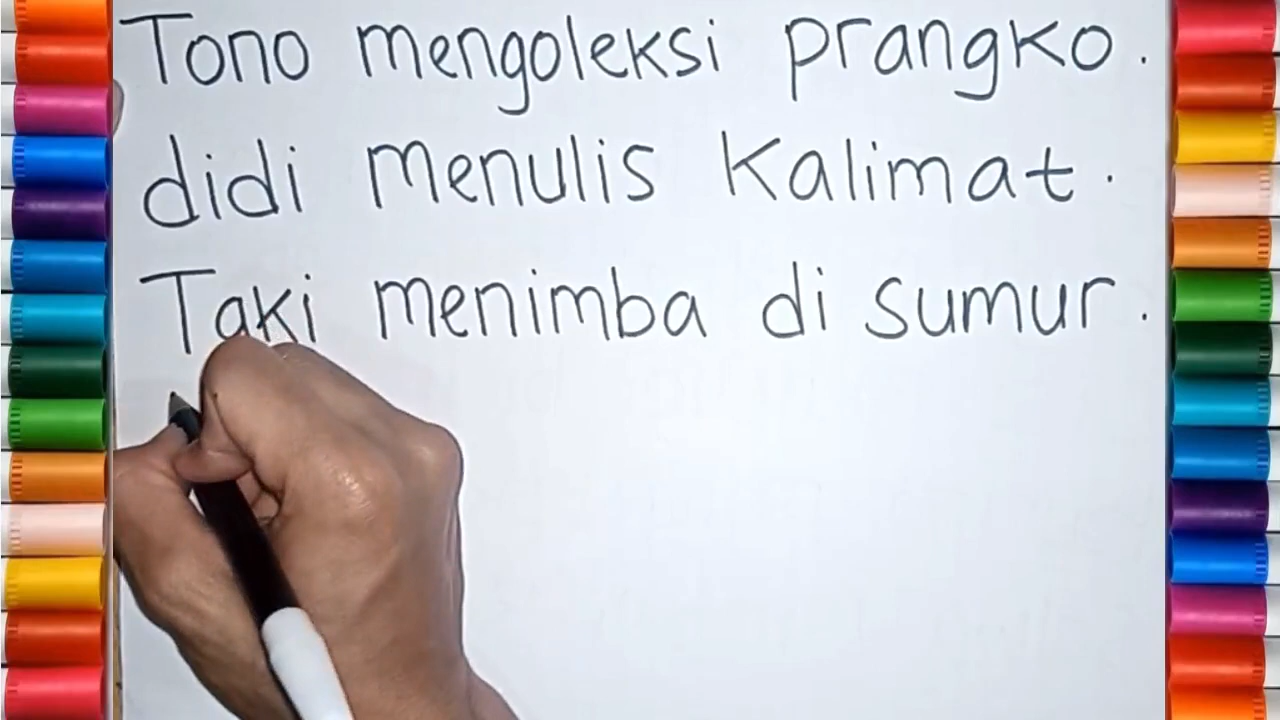 Tono mengoleksi prangko.
didi Menulis Kalimat.
Taki menimba di sumur.